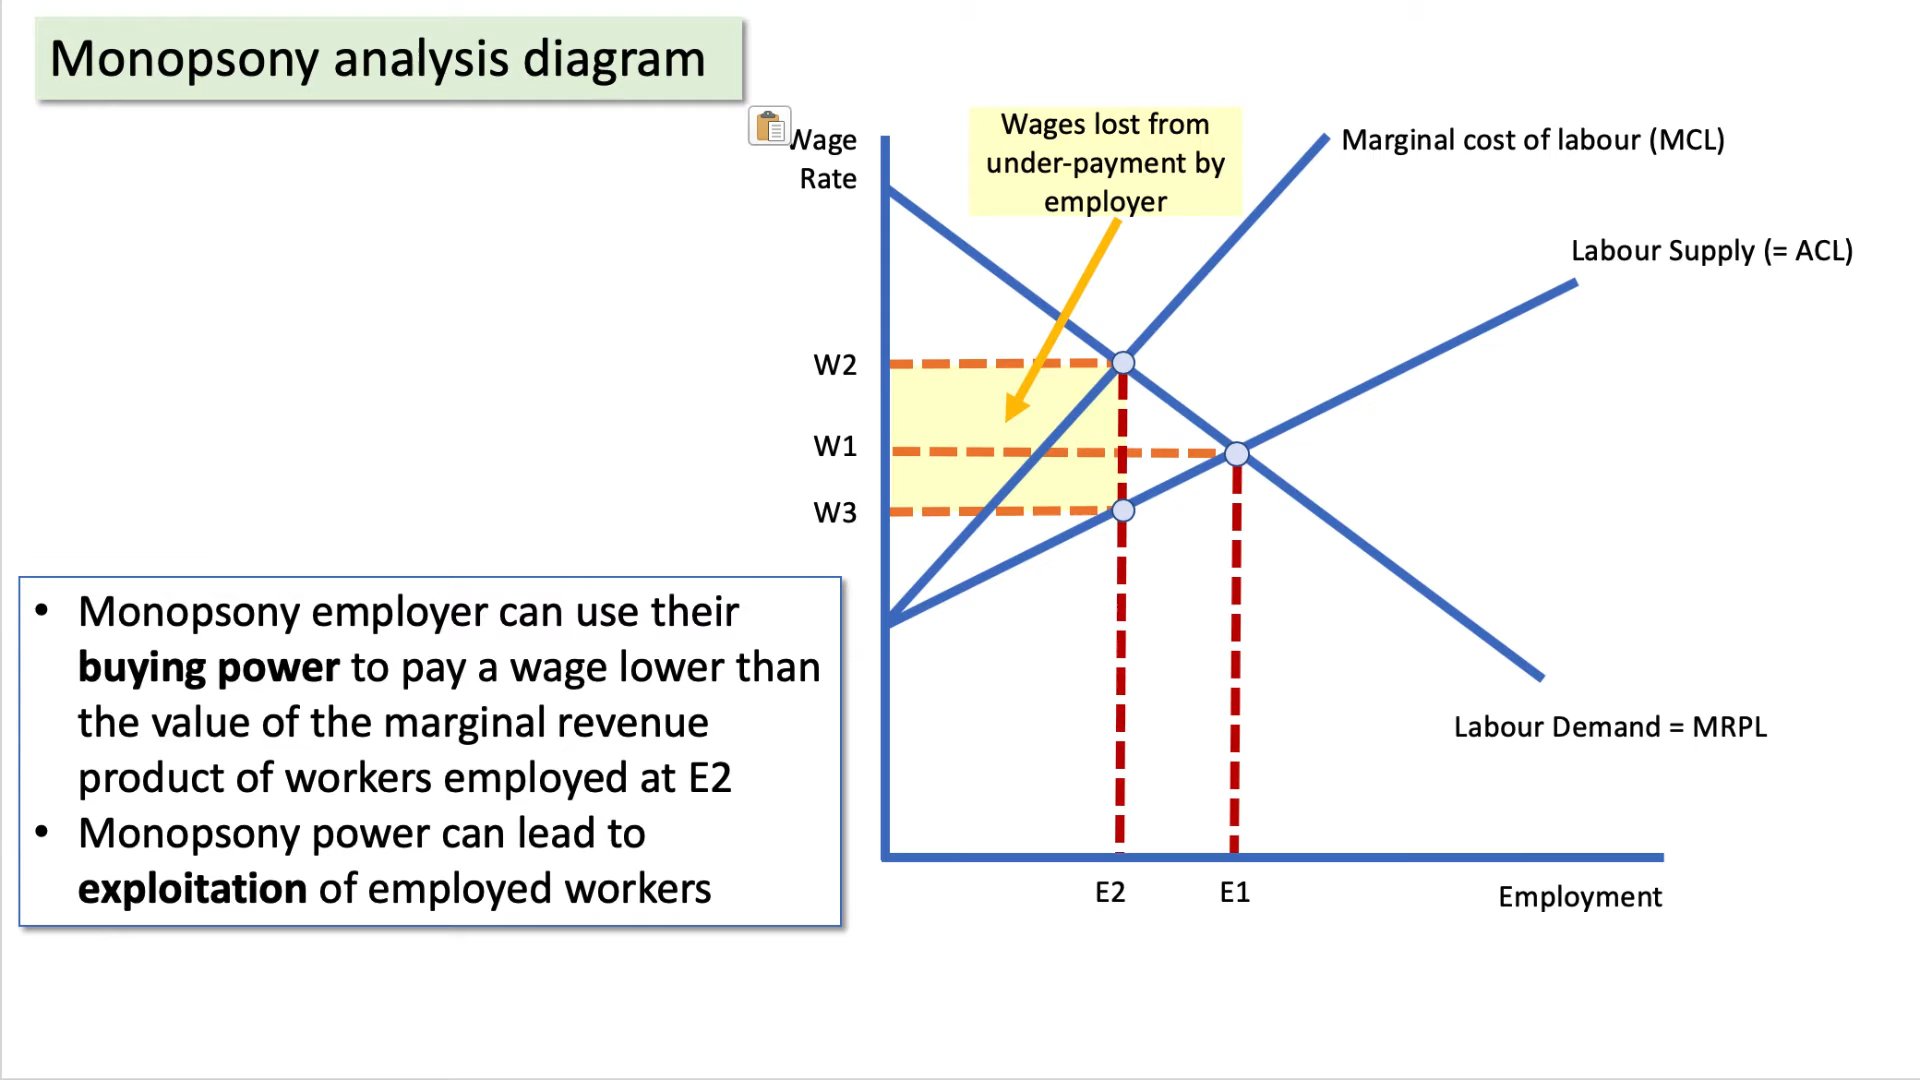 Monopsony analysis diagram
Wage
Rate
Wages lost from
under-payment by
employer
Marginal cost of labour (MCL)
Labour Supply (= ACL)
W2
W1
W3
Labour Demand = MRPL
E2
E1
Employment
• Monopsony employer can use their
buying power to pay a wage lower than
the value of the marginal revenue
product of workers employed at E2
• Monopsony power can lead to
exploitation of employed workers